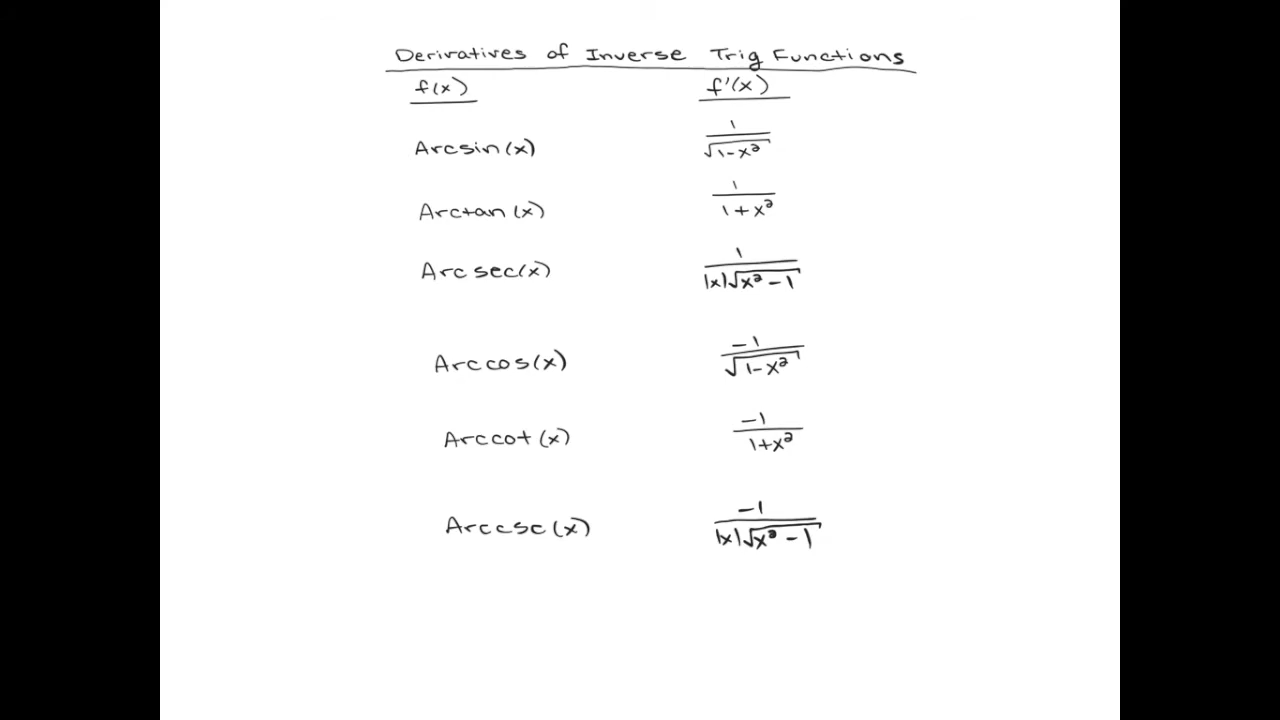 Derivatives of Inverse Trig Functions
f(x) f'(x)
Arcsin(x) 1/√(1-x²)
Arctan(x) 1/(1+x²)
Arcsec(x) 1/(|x|√(x²-1))
Arccos(x) -1/√(1-x²)
Arccot(x) -1/(1+x²)
Arccsc(x) -1/(|x|√(x²-1))